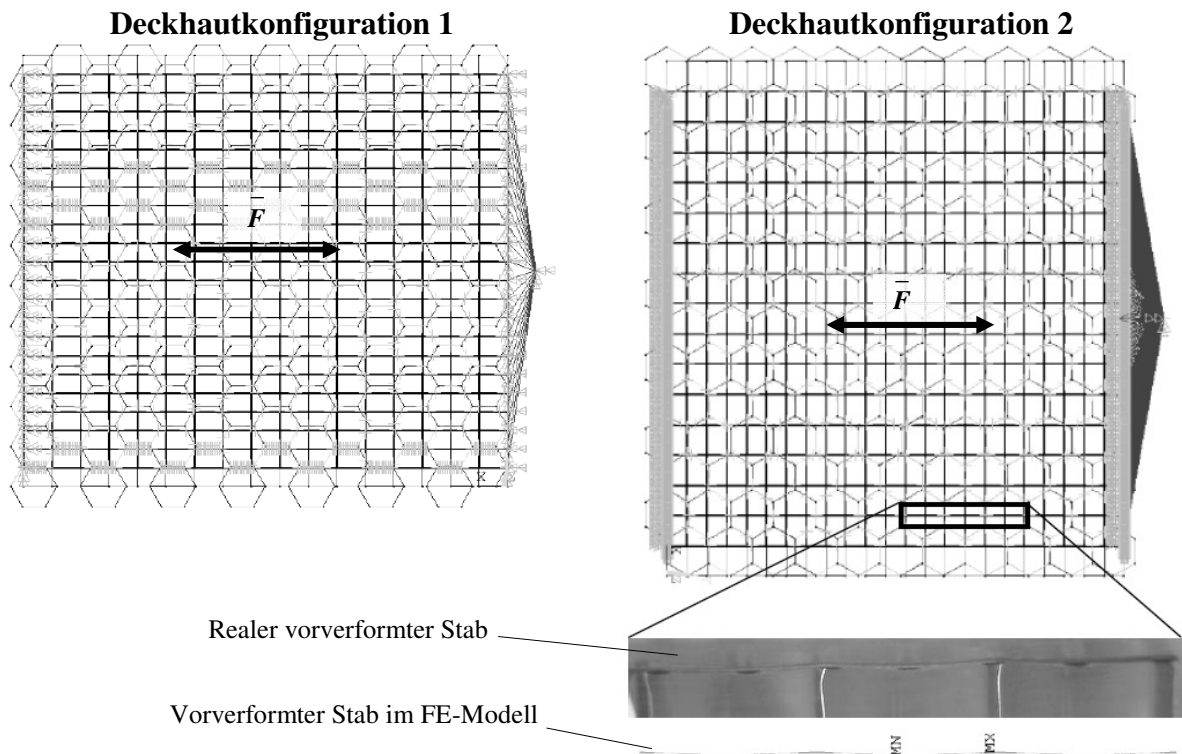 Deckhautkonfiguration 1
Deckhautkonfiguration 2
F
F
X
Realer vorverformter Stab
Vorverformter Stab im FE-Modell
MN
MX